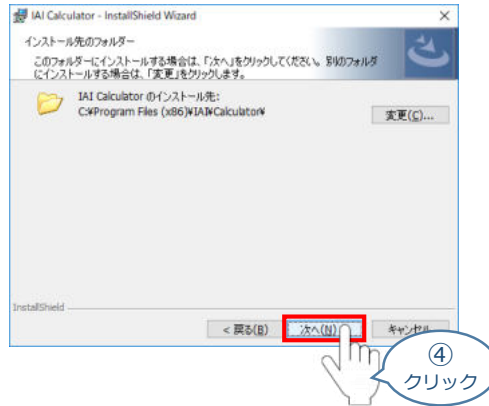 IAI Calculator - InstallShield Wizard
インストール先のフォルダー
このフォルダーにインストールする場合は、「次へ」をクリックしてください。別のフォルダ
にインストールする場合は、「変更」をクリックします。
IAI Calculator のインストール先:
C:¥Program Files (x86)¥IAI¥Calculator¥
変更(C)...
InstallShield
< 戻る(B)
次へ(N)
キャンセル
④
クリック